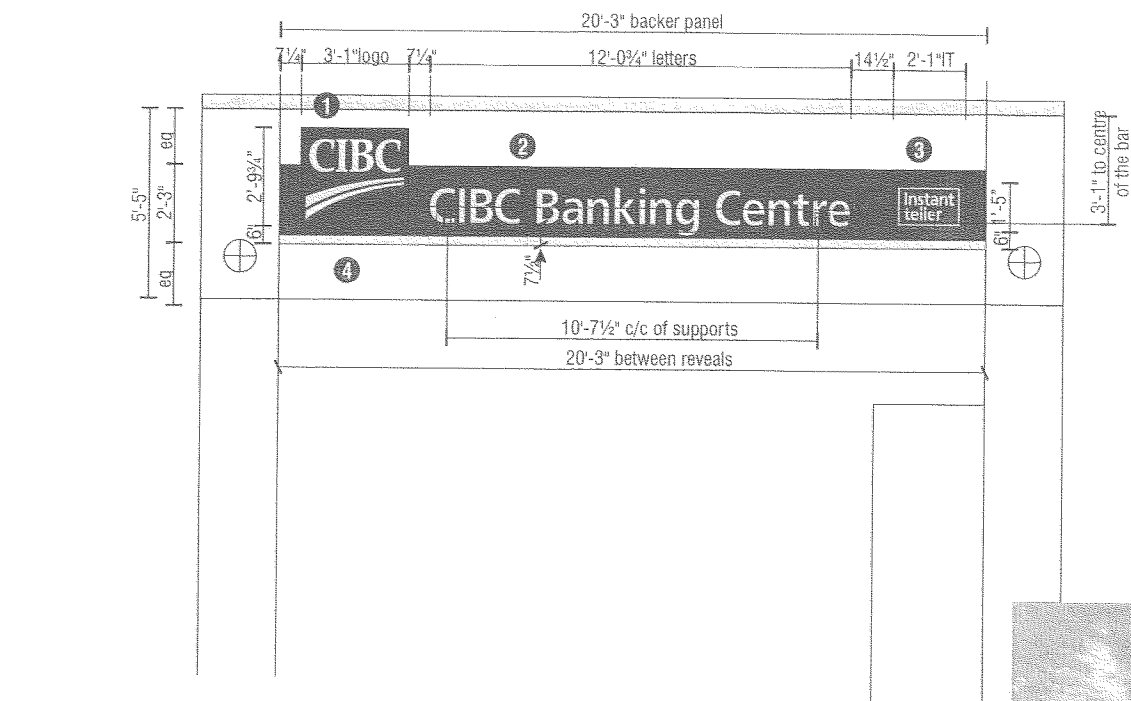 20'-3" backer panel
7¼" 3'-1"logo 7¼" 12'-0¾" letters 14½" 2'-1"IT
1
2
3
4
CIBC
CIBC Banking Centre
Instant
teller
5'-5"
eq
2'-3"
eq
2'-9¾"
6"
7½"
1'-5"
6"
3'-1" to centre
of the bar
10'-7½" c/c of supports
20'-3" between reveals